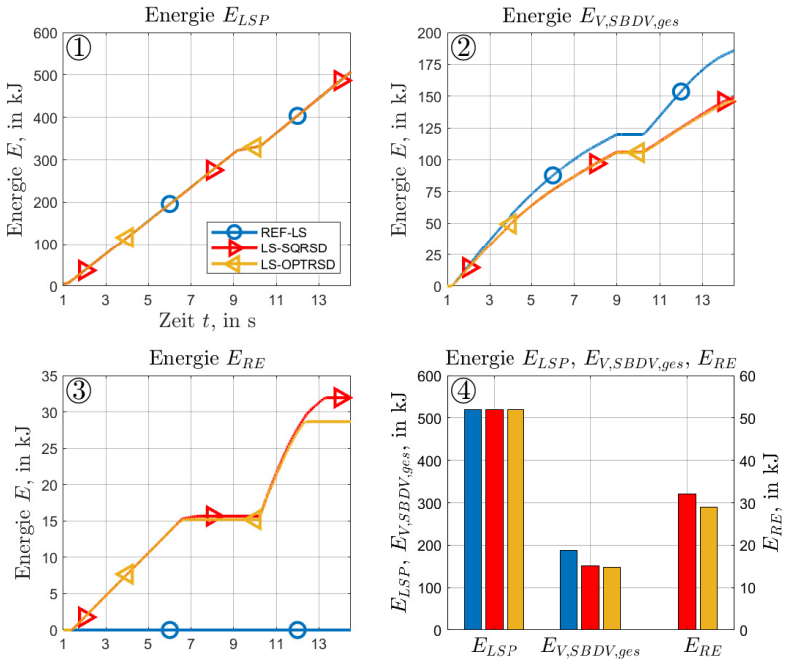 Energie E_LSP
①
Energie E, in kJ
600
500
400
300
200
100
0
1 3 5 7 9 11 13
Zeit t, in s
REF-LS
LS-SQRSD
LS-OPTRSD
Energie E_V,SBDV,ges
②
Energie E, in kJ
200
175
150
125
100
75
50
25
0
1 3 5 7 9 11 13
Energie E_RE
③
Energie E, in kJ
35
30
25
20
15
10
5
0
1 3 5 7 9 11 13
Energie E_LSP, E_V,SBDV,ges, E_RE
④
E_LSP, E_V,SBDV,ges, in kJ
600
500
400
300
200
100
0
E_LSP E_V,SBDV,ges E_RE
60
50
40
30
20
10
0
E_RE, in kJ